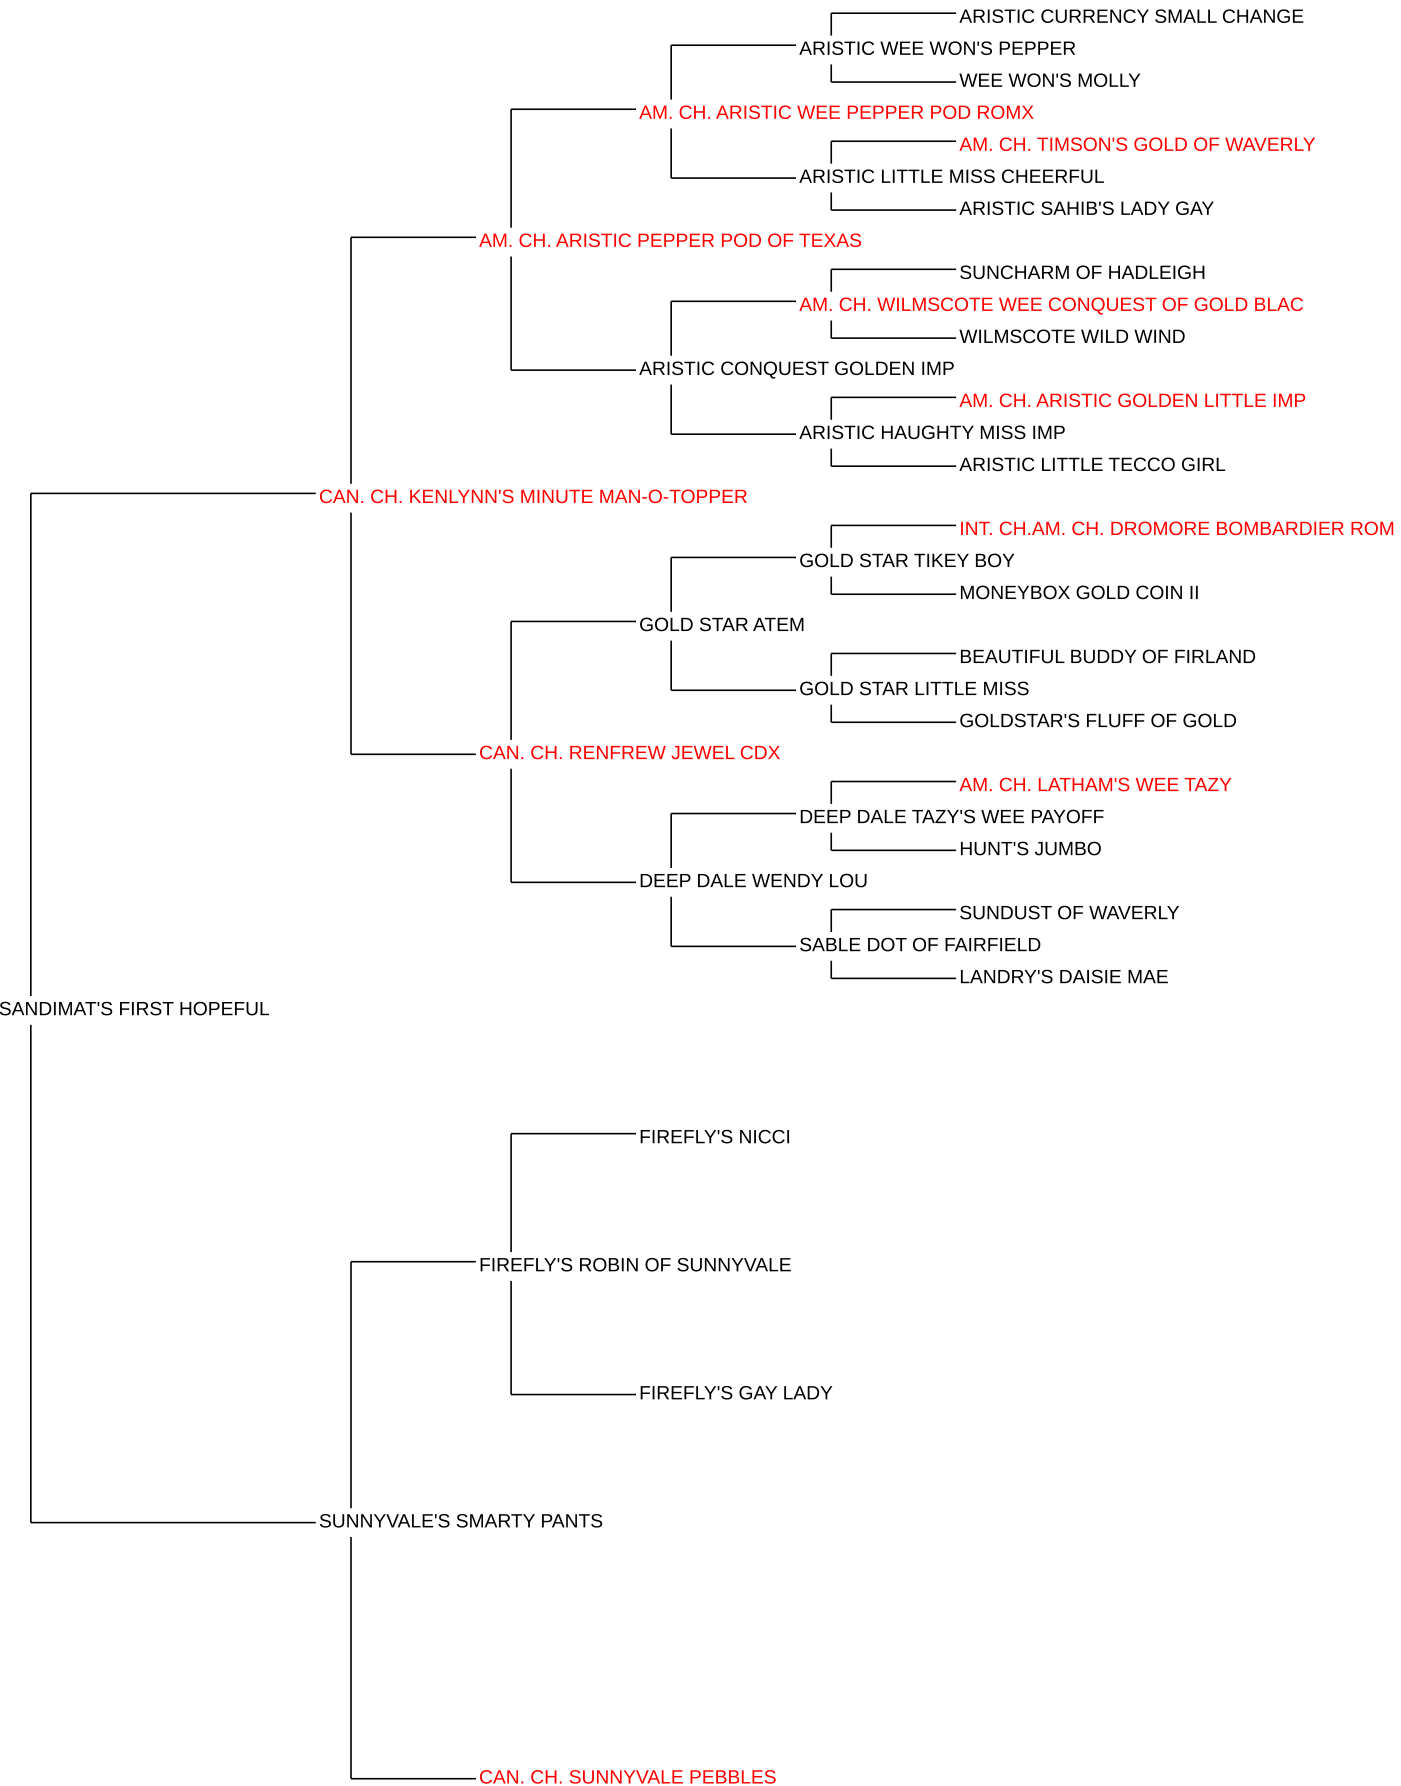 ARISTIC CURRENCY SMALL CHANGE
ARISTIC WEE WON'S PEPPER
WEE WON'S MOLLY
AM. CH. ARISTIC WEE PEPPER POD ROMX
AM. CH. TIMSON'S GOLD OF WAVERLY
ARISTIC LITTLE MISS CHEERFUL
ARISTIC SAHIB'S LADY GAY
AM. CH. ARISTIC PEPPER POD OF TEXAS
SUNCHARM OF HADLEIGH
AM. CH. WILMSCOTE WEE CONQUEST OF GOLD BLAC
WILMSCOTE WILD WIND
ARISTIC CONQUEST GOLDEN IMP
AM. CH. ARISTIC GOLDEN LITTLE IMP
ARISTIC HAUGHTY MISS IMP
ARISTIC LITTLE TECCO GIRL
CAN. CH. KENLYNN'S MINUTE MAN-O-TOPPER
INT. CH.AM. CH. DROMORE BOMBARDIER ROM
GOLD STAR TIKEY BOY
MONEYBOX GOLD COIN II
GOLD STAR ATEM
BEAUTIFUL BUDDY OF FIRLAND
GOLD STAR LITTLE MISS
GOLDSTAR'S FLUFF OF GOLD
CAN. CH. RENFREW JEWEL CDX
AM. CH. LATHAM'S WEE TAZY
DEEP DALE TAZY'S WEE PAYOFF
HUNT'S JUMBO
DEEP DALE WENDY LOU
SUNDUST OF WAVERLY
SABLE DOT OF FAIRFIELD
LANDRY'S DAISIE MAE
SANDIMAT'S FIRST HOPEFUL
FIREFLY'S NICCI
FIREFLY'S ROBIN OF SUNNYVALE
FIREFLY'S GAY LADY
SUNNYVALE'S SMARTY PANTS
CAN. CH. SUNNYVALE PEBBLES